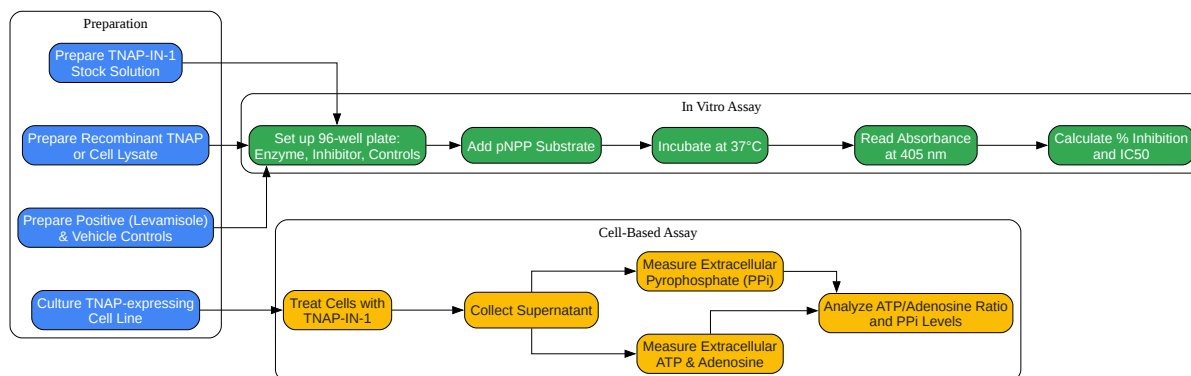 Preparation
Prepare TNAP-IN-1
Stock Solution
Prepare Recombinant TNAP
or Cell Lysate
Prepare Positive (Levamisole)
& Vehicle Controls
Culture TNAP-expressing
Cell Line
In Vitro Assay
Set up 96-well plate:
Enzyme, Inhibitor, Controls
Add pNPP Substrate
Incubate at 37°C
Read Absorbance
at 405 nm
Calculate % Inhibition
and IC50
Cell-Based Assay
Treat Cells with
TNAP-IN-1
Collect Supernatant
Measure Extracellular
Pyrophosphate (PPi)
Measure Extracellular
ATP & Adenosine
Analyze ATP/Adenosine Ratio
and PPi Levels